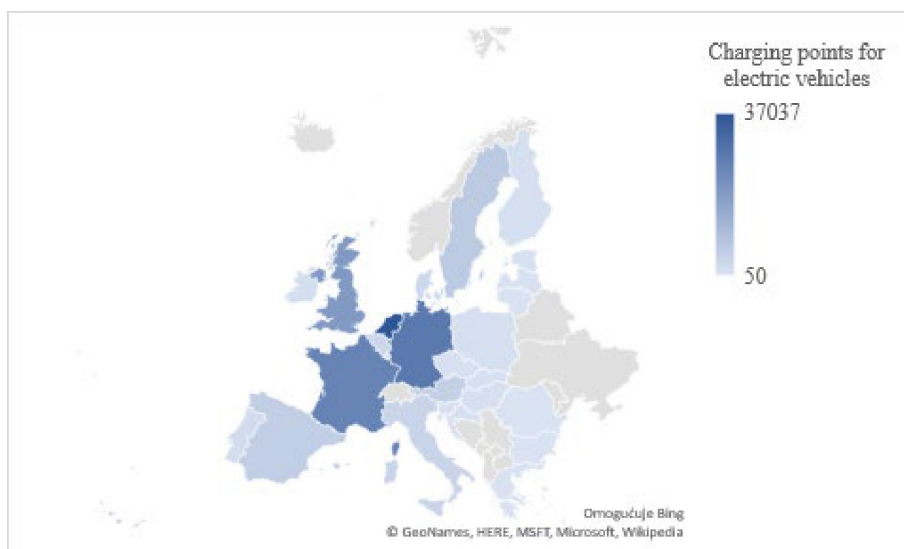 Charging points for
electric vehicles
37037
50
Omogućuje Bing
© GeoNames, HERE, MSFT, Microsoft, Wikipedia